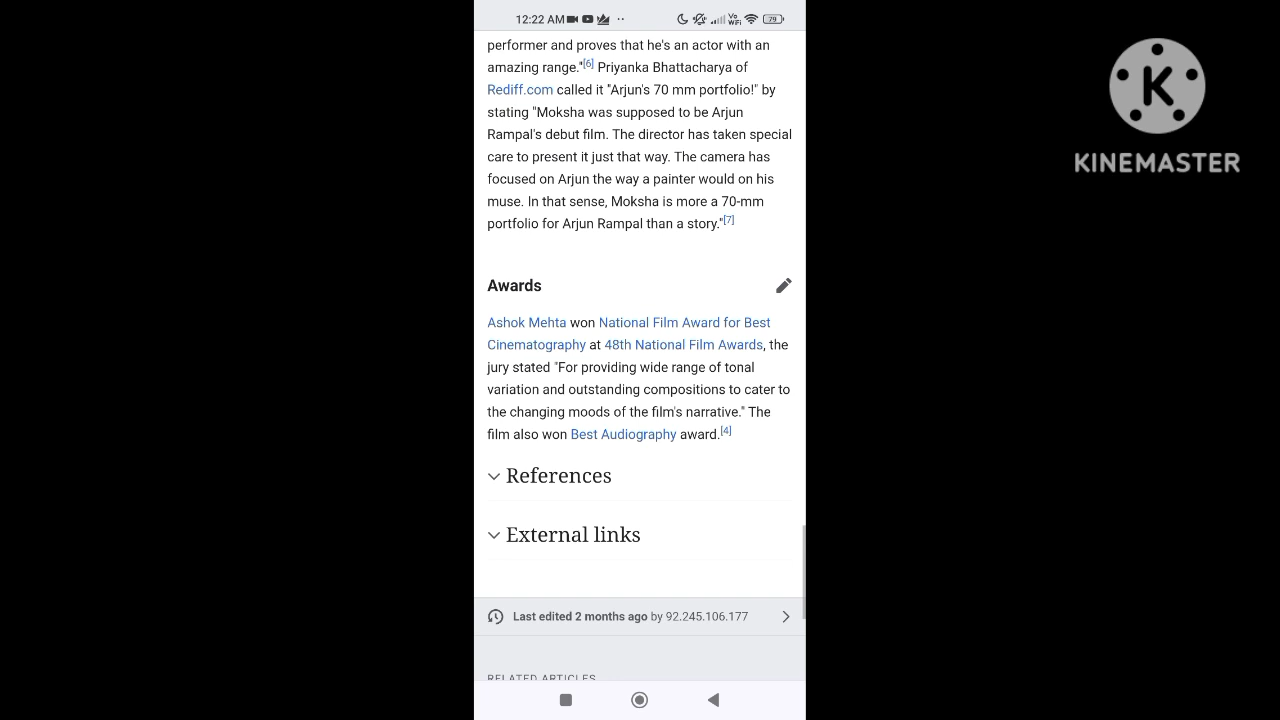 12:22 AM
Vo
WiFi
79
performer and proves that he's an actor with an
amazing range."[6] Priyanka Bhattacharya of
Rediff.com called it "Arjun's 70 mm portfolio!" by
stating "Moksha was supposed to be Arjun
Rampal's debut film. The director has taken special
care to present it just that way. The camera has
focused on Arjun the way a painter would on his
muse. In that sense, Moksha is more a 70-mm
portfolio for Arjun Rampal than a story."[7]
Awards
Ashok Mehta won National Film Award for Best
Cinematography at 48th National Film Awards, the
jury stated "For providing wide range of tonal
variation and outstanding compositions to cater to
the changing moods of the film's narrative." The
film also won Best Audiography award.[4]
References
External links
Last edited 2 months ago by 92.245.106.177
RELATED ARTICLES
K
KINEMASTER